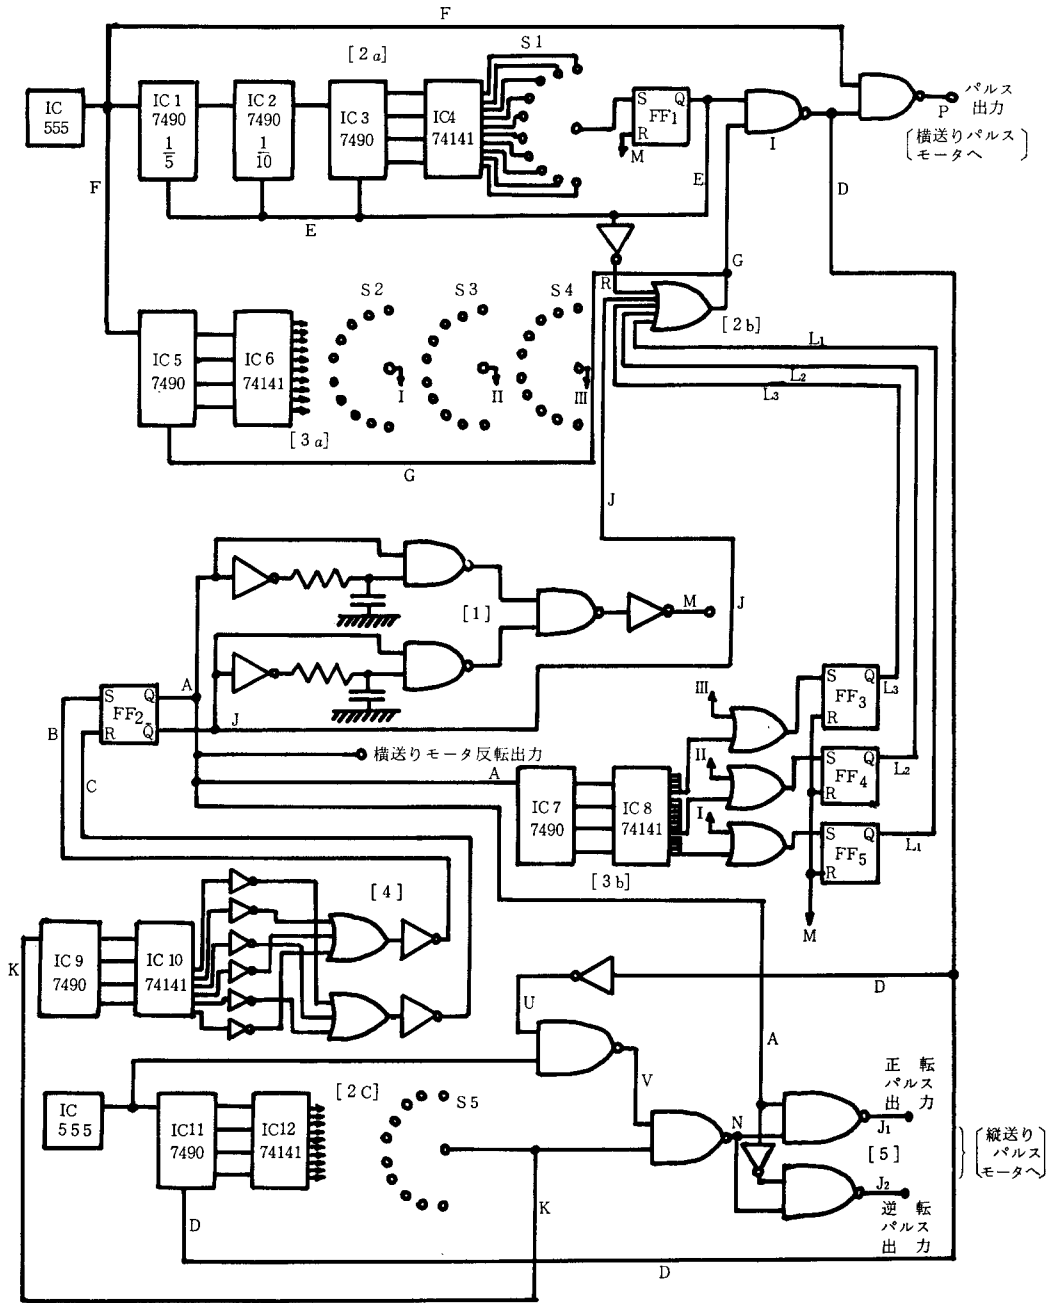 F
[2a]
S1
IC
555
IC 1
7490
1/5
IC 2
7490
1/10
IC 3
7490
IC4
74141
S Q
FF1
R
M
I
P
パルス
出力
〔横送りパルス
モータへ〕
F
E
E
D
G
R
[2b]
S2
S3
S4
I
II
III
IC 5
7490
IC 6
74141
[3a]
G
L1
L2
L3
J
[1]
M
J
A
S Q
FF2
R Q̄
J
B
C
横送りモータ反転出力
A
IC 7
7490
IC 8
74141
[3b]
III
II
I
S Q
FF3
R
L3
S Q
FF4
R
L2
S Q
FF5
R
L1
M
[4]
K
IC 9
7490
IC 10
74141
D
U
V
A
IC
555
IC11
7490
IC12
74141
[2C]
S5
N
正転
パルス
出力
J1
[5]
J2
逆転
パルス
出力
〔縦送り
パルス
モータへ〕
D
K
D